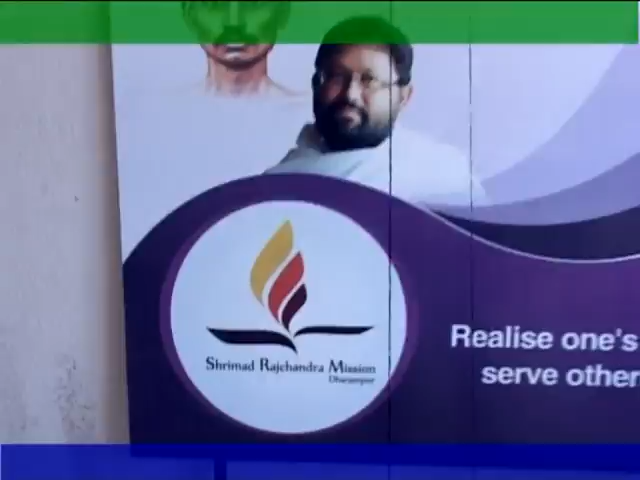 Shrimad Rajchandra Mission
Dharampur
Realise one's
serve other